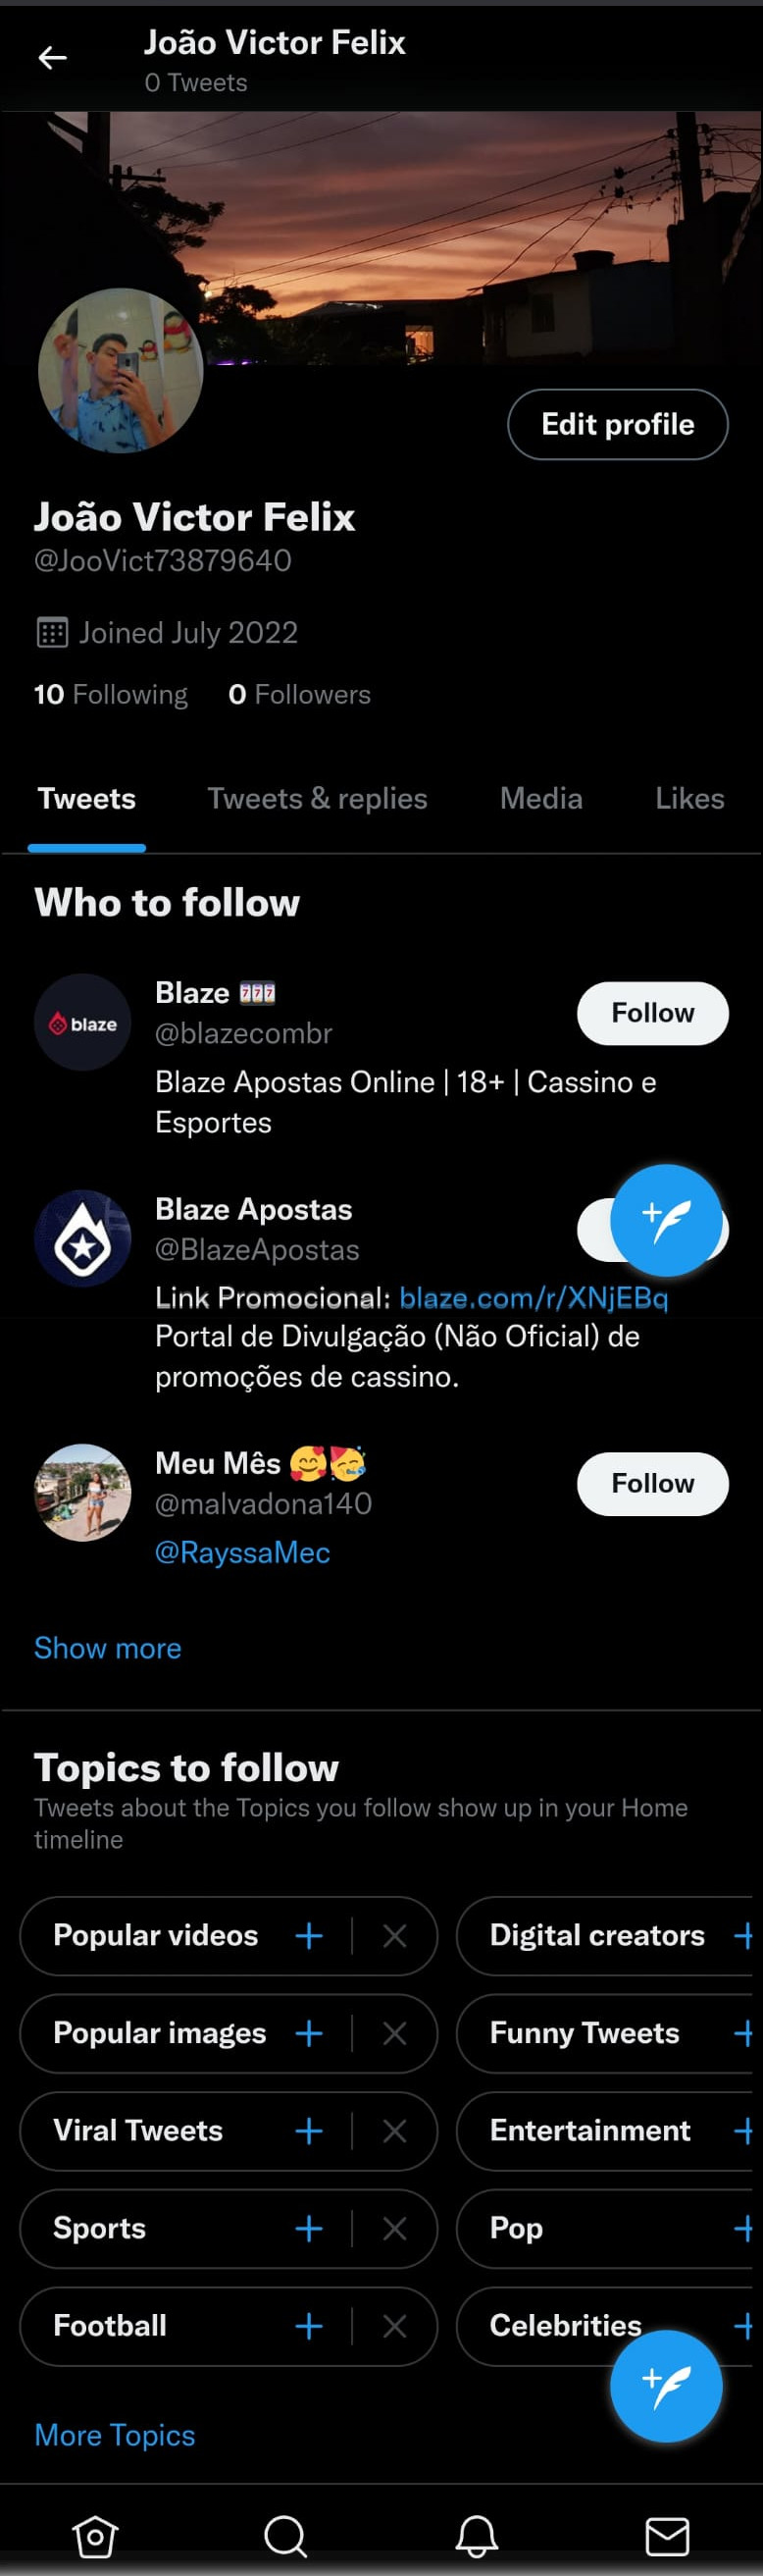 João Victor Felix
0 Tweets
Edit profile
João Victor Felix
@JooVict73879640
Joined July 2022
10 Following 0 Followers
Tweets Tweets & replies Media Likes
Who to follow
Blaze 🎰
@blazecombr
Follow
Blaze Apostas Online | 18+ | Cassino e
Esportes
blaze
Blaze Apostas
@BlazeApostas
Link Promocional: blaze.com/r/XNjEBq
Portal de Divulgação (Não Oficial) de
promoções de cassino.
Meu Mês 🥰🥳
@malvadona140
Follow
@RayssaMec
Show more
Topics to follow
Tweets about the Topics you follow show up in your Home
timeline
Popular videos Digital creators
Popular images Funny Tweets
Viral Tweets Entertainment
Sports Pop
Football Celebrities
More Topics